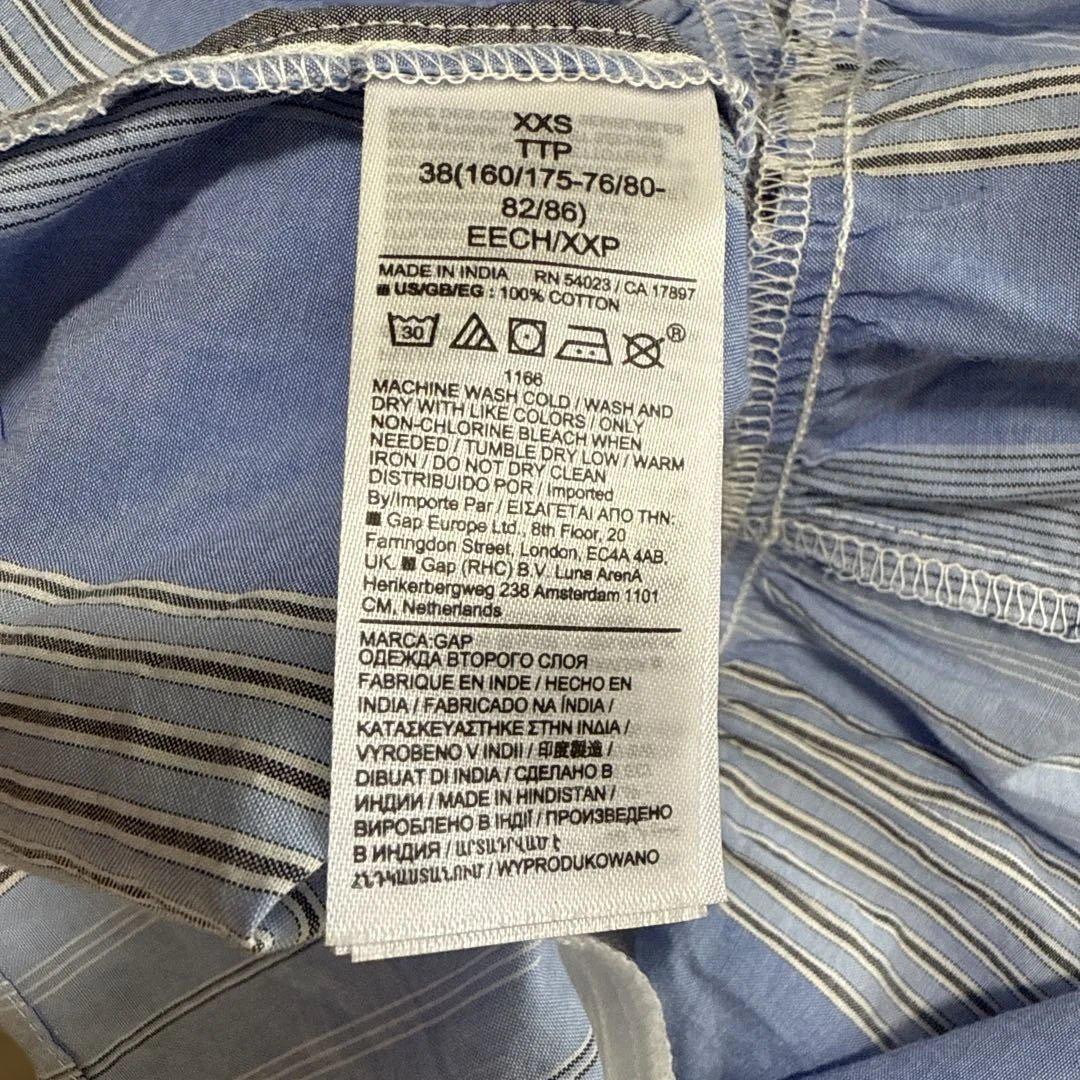 XXS
TTP
38(160/175-76/80-
82/86)
EECH/XXP
MADE IN INDIA RN 54023 / CA 17897
US/GB/EG : 100% COTTON
30
®
1166
MACHINE WASH COLD / WASH AND
DRY WITH LIKE COLORS / ONLY
NON-CHLORINE BLEACH WHEN
NEEDED / TUMBLE DRY LOW / WARM
IRON / DO NOT DRY CLEAN
DISTRIBUIDO POR / Imported
By/Importe Par / ΕΙΣΑΓΕΤΑΙ ΑΠΟ ΤΗΝ:
Gap Europe Ltd., 8th Floor, 20
Farringdon Street, London, EC4A 4AB,
UK. Gap (RHC) B.V. Luna ArenA
Herikerbergweg 238 Amsterdam 1101
CM, Netherlands
MARCA:GAP
ОДЕЖДА ВТОРОГО СЛОЯ
FABRIQUE EN INDE / HECHO EN
INDIA / FABRICADO NA ÍNDIA /
ΚΑΤΑΣΚΕΥΑΣΤΗΚΕ ΣΤΗΝ ΙΝΔΙΑ /
VYROBENO V INDII / 印度製造 /
DIBUAT DI INDIA / СДЕЛАНО В
ИНДИИ / MADE IN HINDISTAN /
ВИРОБЛЕНО В ІНДІЇ / ПРОИЗВЕДЕНО
В ИНДИЯ / ԱՐՏԱԴՐՎԱԾ Է
ՀՆԴԿԱՍՏԱՆՈՒՄ / WYPRODUKOWANO